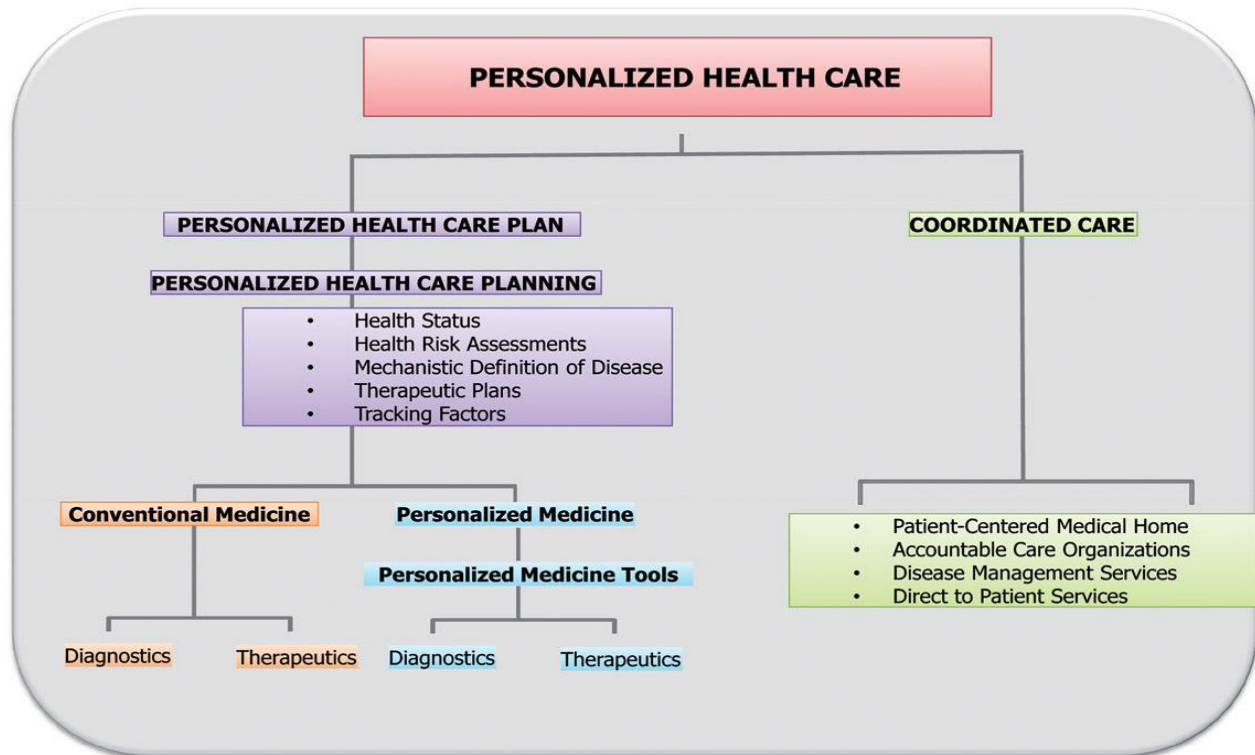 PERSONALIZED HEALTH CARE
PERSONALIZED HEALTH CARE PLAN
COORDINATED CARE
PERSONALIZED HEALTH CARE PLANNING
• Health Status
• Health Risk Assessments
• Mechanistic Definition of Disease
• Therapeutic Plans
• Tracking Factors
Conventional Medicine
Personalized Medicine
Personalized Medicine Tools
Diagnostics
Therapeutics
Diagnostics
Therapeutics
• Patient-Centered Medical Home
• Accountable Care Organizations
• Disease Management Services
• Direct to Patient Services